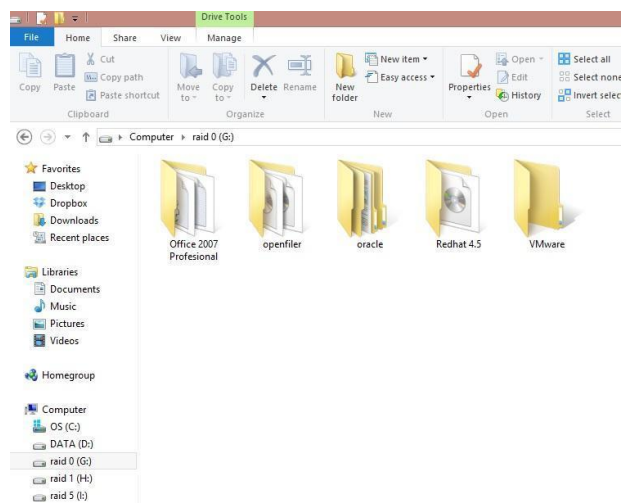 Drive Tools
File Home Share View Manage
Copy
Paste
Cut
Copy path
Paste shortcut
Clipboard
Move to
Copy to
Delete
Rename
Organize
New folder
New item
Easy access
New
Properties
Open
Edit
History
Open
Select all
Select none
Invert selec
Select
Computer raid 0 (G:)
Favorites
Desktop
Dropbox
Downloads
Recent places
Libraries
Documents
Music
Pictures
Videos
Homegroup
Computer
OS (C:)
DATA (D:)
raid 0 (G:)
raid 1 (H:)
raid 5 (I:)
Office 2007 Profesional
openfiler
oracle
Redhat 4.5
VMware